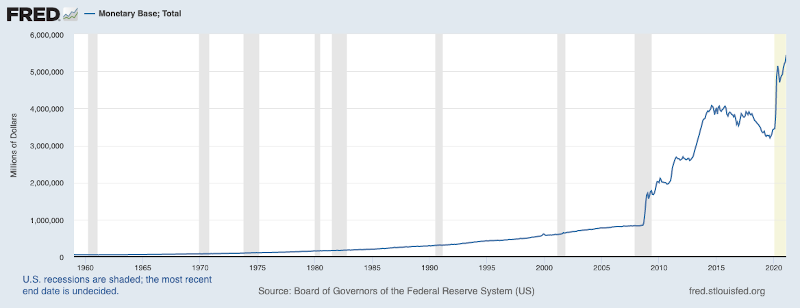 FRED
Monetary Base; Total
6,000,000
5,000,000
4,000,000
3,000,000
2,000,000
1,000,000
0
Millions of Dollars
1960 1965 1970 1975 1980 1985 1990 1995 2000 2005 2010 2015 2020
U.S. recessions are shaded; the most recent
end date is undecided.
Source: Board of Governors of the Federal Reserve System (US)
fred.stlouisfed.org